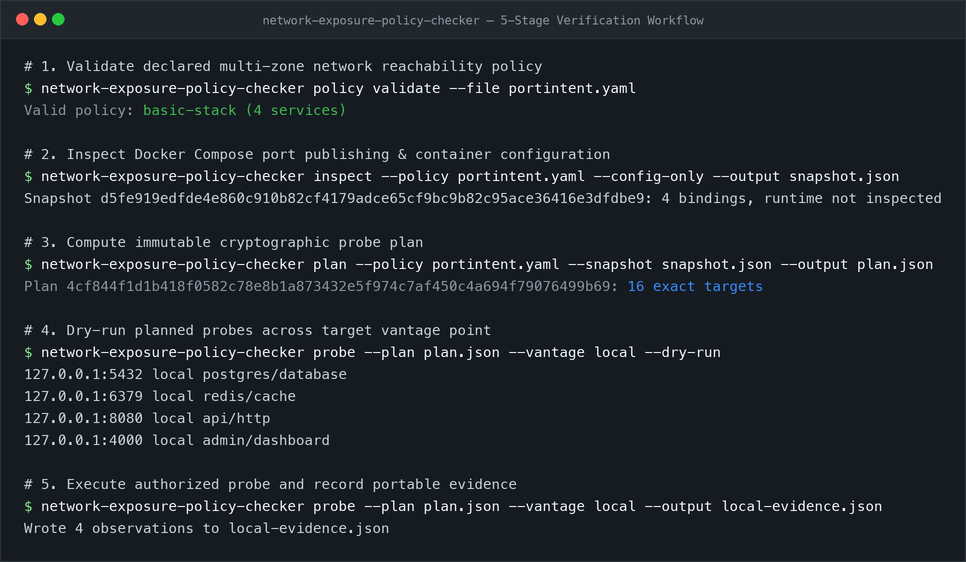 network-exposure-policy-checker — 5-Stage Verification Workflow
# 1. Validate declared multi-zone network reachability policy
$ network-exposure-policy-checker policy validate --file portintent.yaml
Valid policy: basic-stack (4 services)
# 2. Inspect Docker Compose port publishing & container configuration
$ network-exposure-policy-checker inspect --policy portintent.yaml --config-only --output snapshot.json
Snapshot d5fe919edfde4e860c910b82cf4179adce65cf9bc9b82c95ace36416e3dfdbe9: 4 bindings, runtime not inspected
# 3. Compute immutable cryptographic probe plan
$ network-exposure-policy-checker plan --policy portintent.yaml --snapshot snapshot.json --output plan.json
Plan 4cf844f1d1b418f0582c78e8b1a873432e5f974c7af450c4a694f79076499b69: 16 exact targets
# 4. Dry-run planned probes across target vantage point
$ network-exposure-policy-checker probe --plan plan.json --vantage local --dry-run
127.0.0.1:5432 local postgres/database
127.0.0.1:6379 local redis/cache
127.0.0.1:8080 local api/http
127.0.0.1:4000 local admin/dashboard
# 5. Execute authorized probe and record portable evidence
$ network-exposure-policy-checker probe --plan plan.json --vantage local --output local-evidence.json
Wrote 4 observations to local-evidence.json